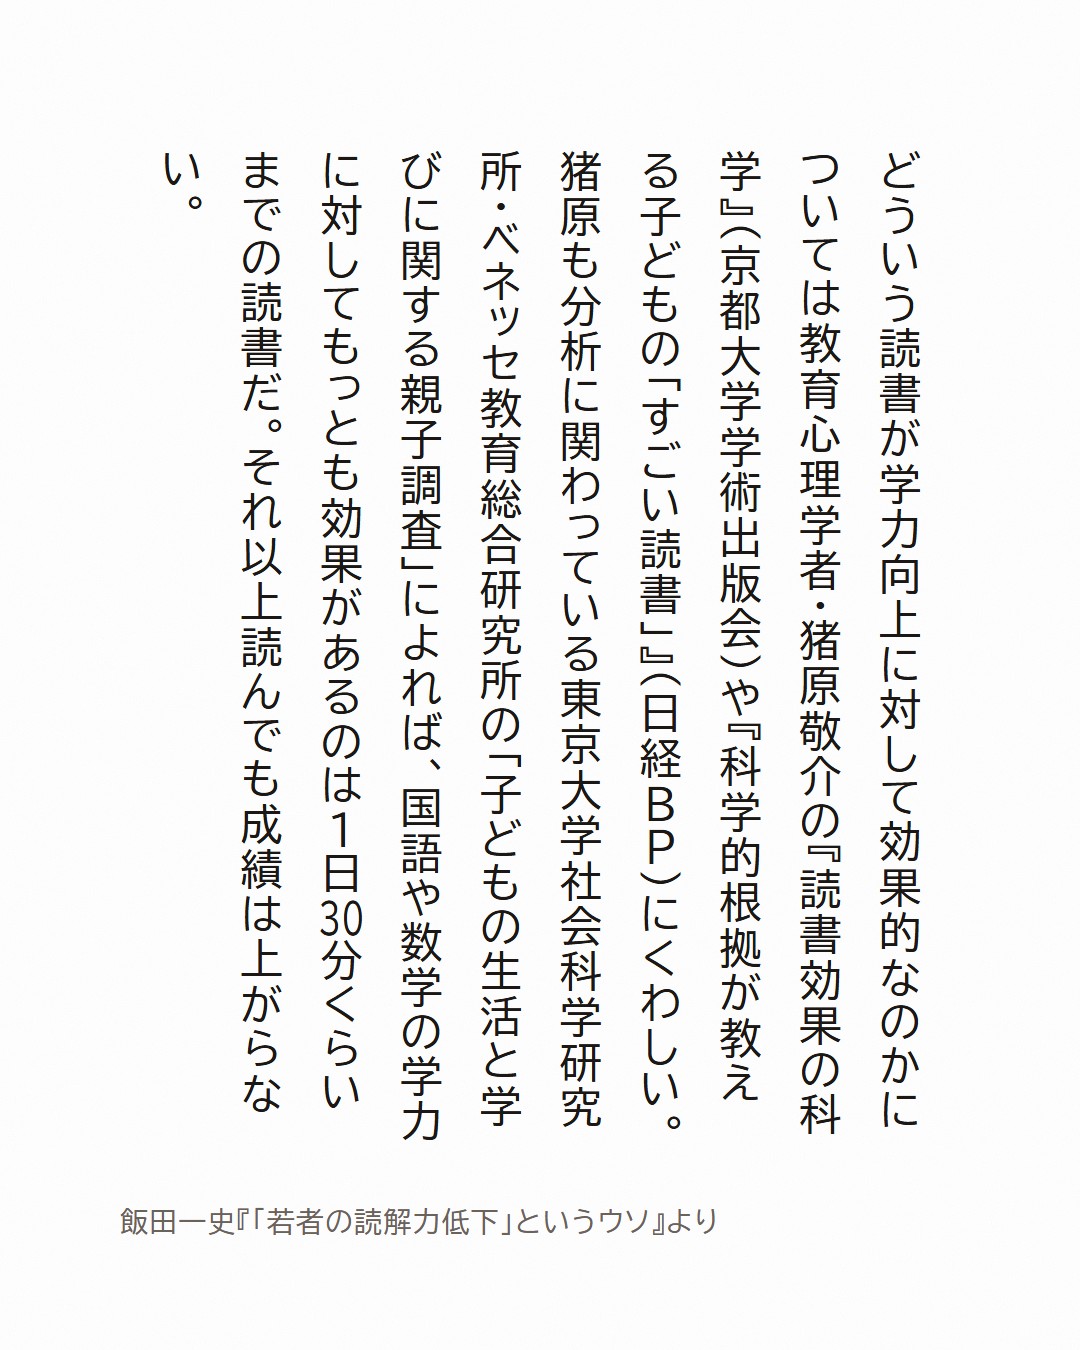 どういう読書が学力向上に対して効果的なのかに
ついては教育心理学者・猪原敬介の『読書効果の科
学』（京都大学学術出版会）や『科学的根拠が教え
る子どもの「すごい読書」』（日経ＢＰ）にくわしい。
猪原も分析に関わっている東京大学社会科学研究
所・ベネッセ教育総合研究所の「子どもの生活と学
びに関する親子調査」によれば、国語や数学の学力
に対してもっとも効果があるのは１日30分くらい
までの読書だ。それ以上読んでも成績は上がらな
い。
飯田一史『「若者の読解力低下」というウソ』より